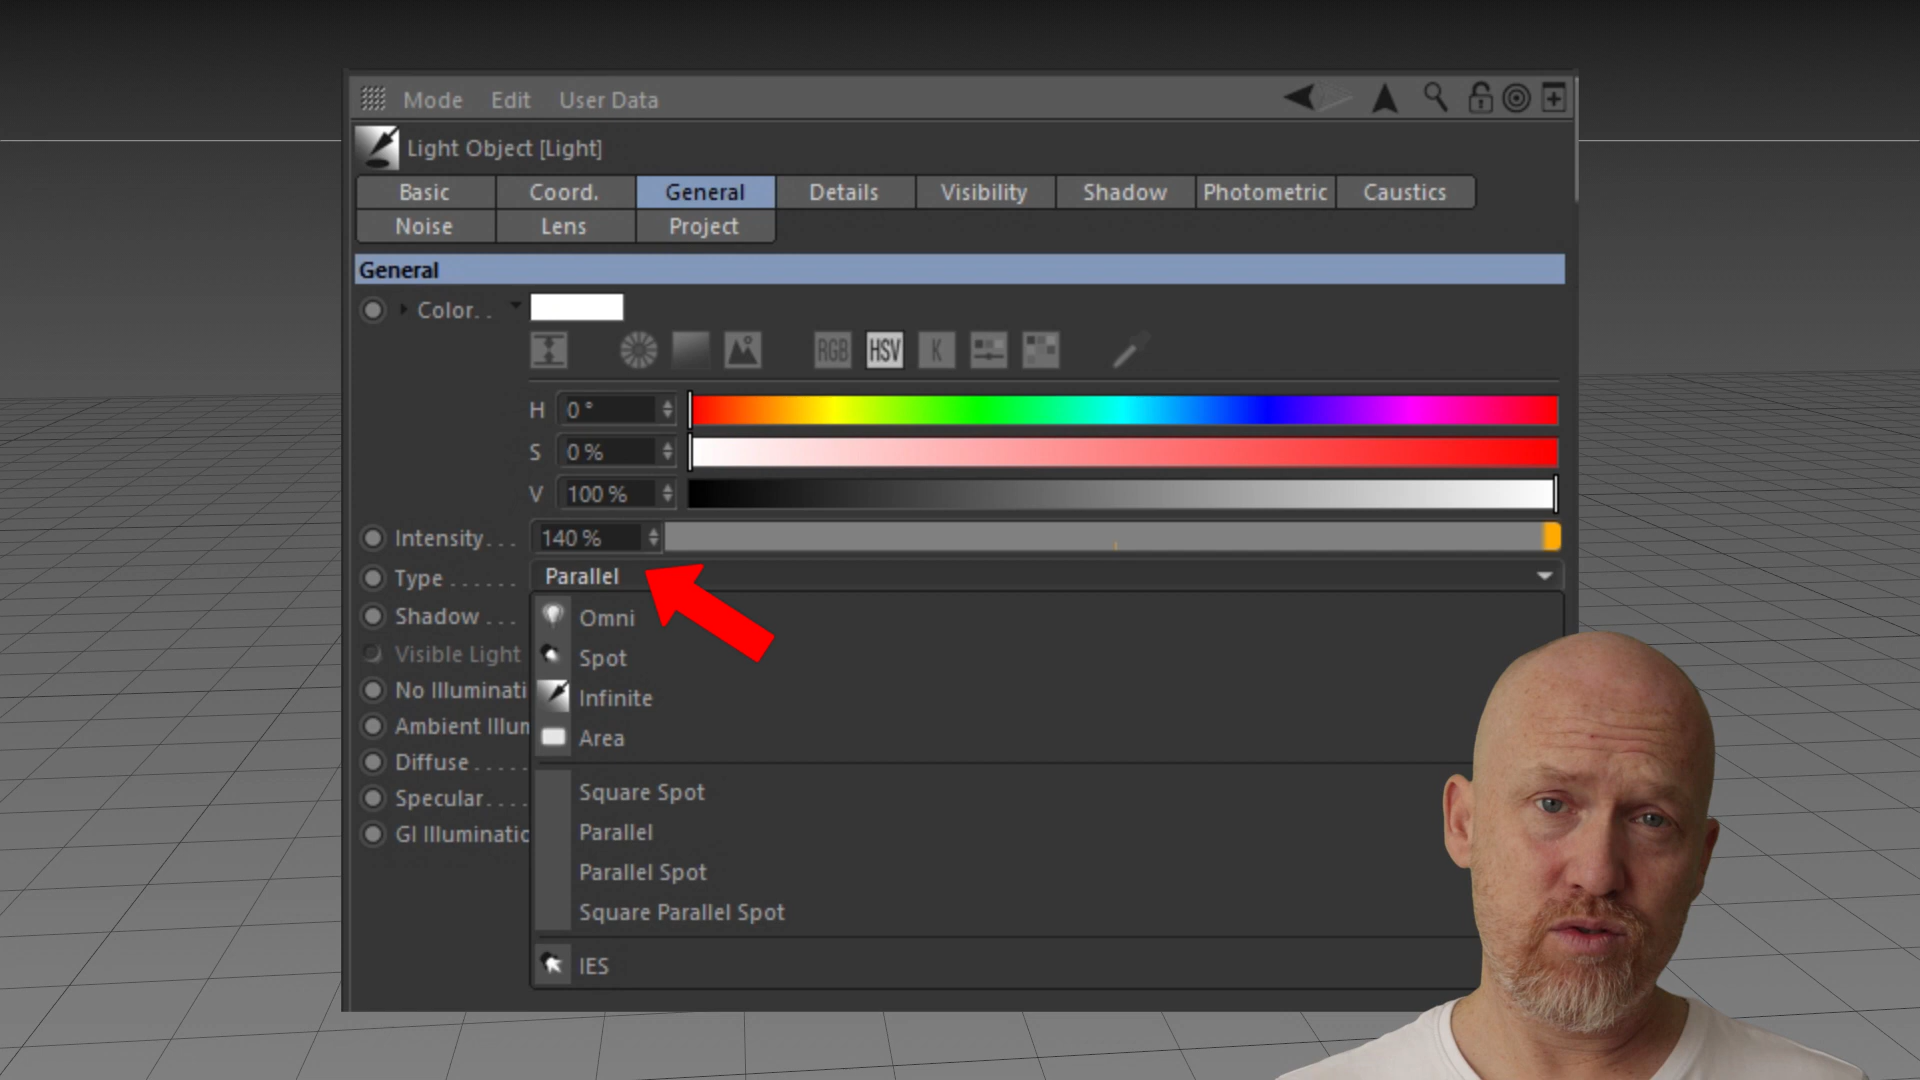 Mode Edit User Data
Light Object [Light]
Basic Coord. General Details Visibility Shadow Photometric Caustics
Noise Lens Project
General
Color. .
RGB HSV K
H 0 °
S 0 %
V 100 %
Intensity. . . 140 %
Type . . . . . . Parallel
Shadow . . . Omni
Visible Light Spot
No Illuminati Infinite
Ambient Illum Area
Diffuse . . . . .
Specular. . . . Square Spot
GI Illuminatio Parallel
Parallel Spot
Square Parallel Spot
IES